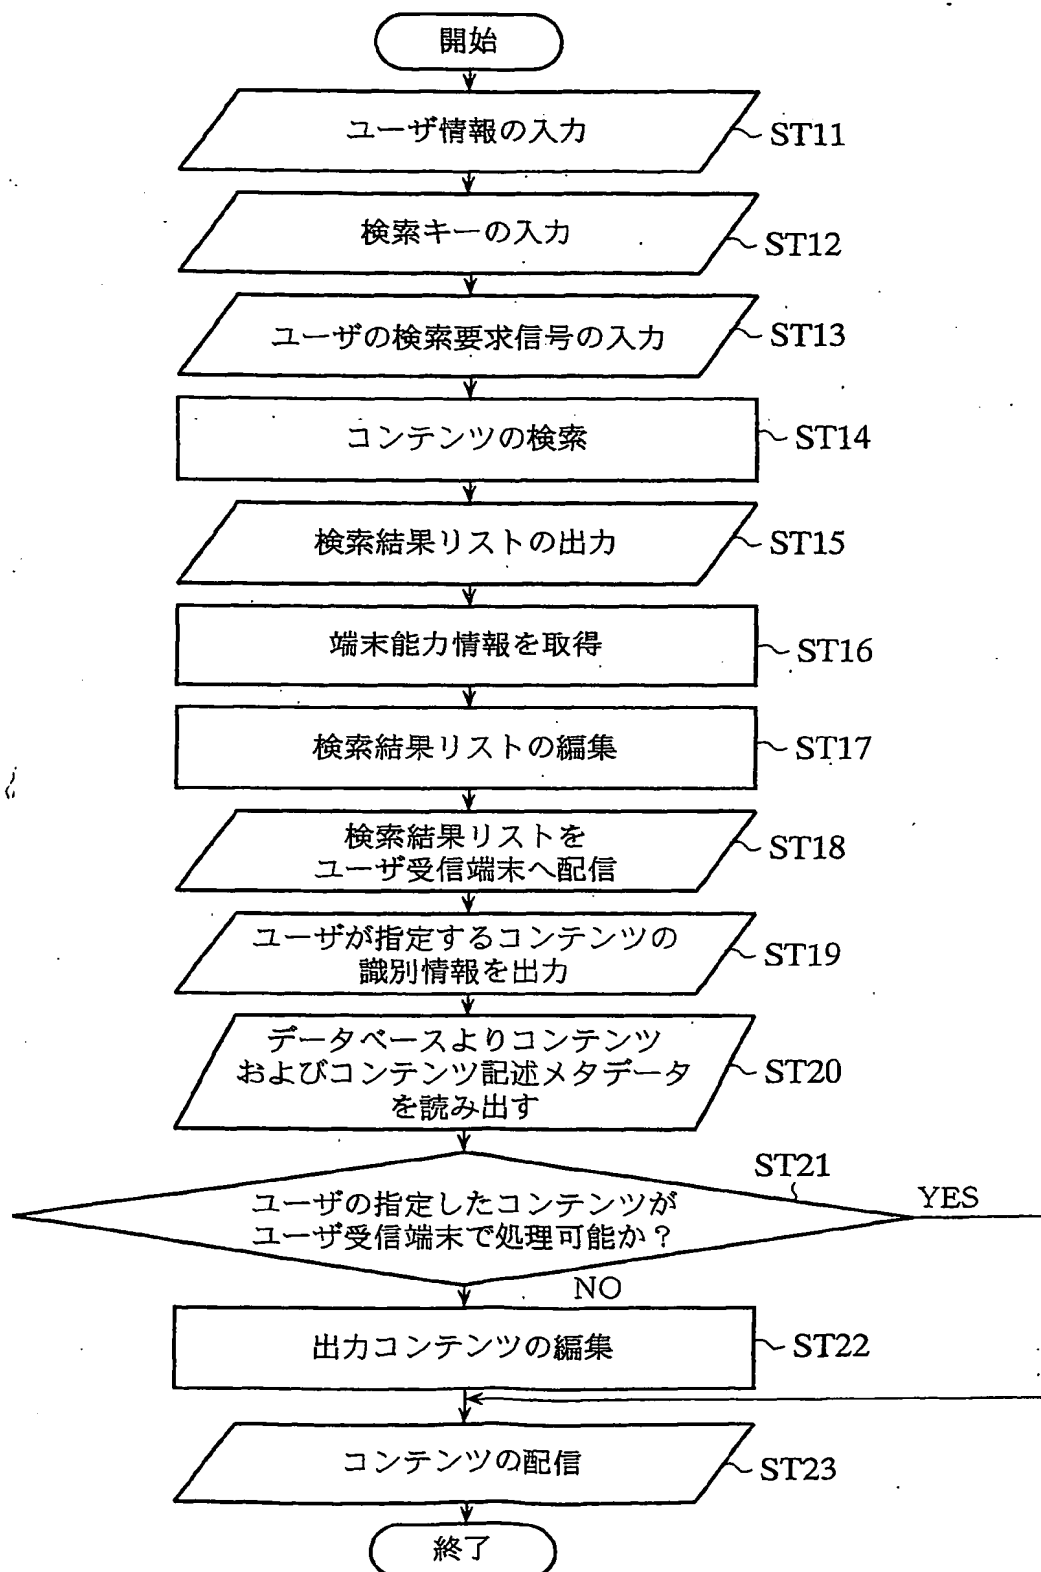 開始
ユーザ情報の入力
ST11
検索キーの入力
ST12
ユーザの検索要求信号の入力
ST13
コンテンツの検索
ST14
検索結果リストの出力
ST15
端末能力情報を取得
ST16
検索結果リストの編集
ST17
検索結果リストを
ユーザ受信端末へ配信
ST18
ユーザが指定するコンテンツの
識別情報を出力
ST19
データベースよりコンテンツ
およびコンテンツ記述メタデータ
を読み出す
ST20
ST21
ユーザの指定したコンテンツが
ユーザ受信端末で処理可能か？
YES
NO
出力コンテンツの編集
ST22
コンテンツの配信
ST23
終了